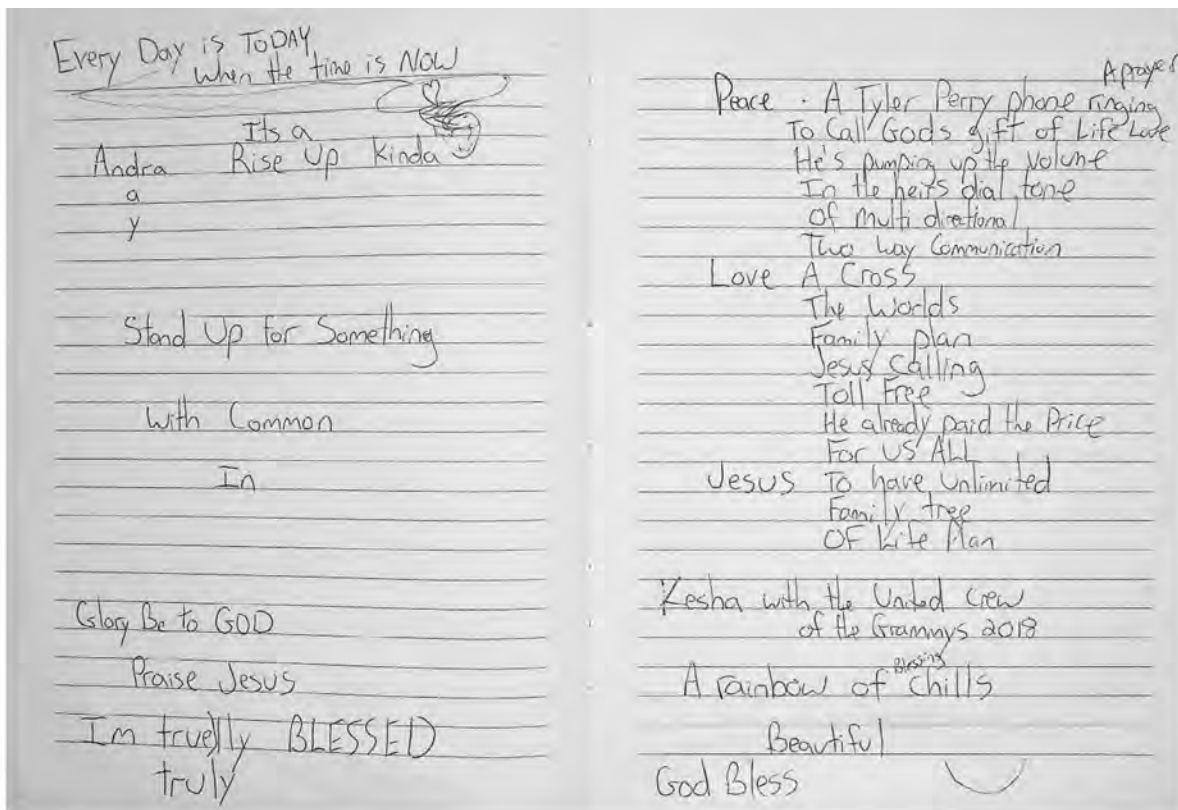 Every Day is TODAY
When the time is NOW
Its a
Andra Rise Up Kinda
a
y
Stand Up for Something
With Common
In
Glory Be to GOD
Praise Jesus
Im truelly BLESSED
truly
A prayer
Peace . A Tyler Perry phone ringing
To Call Gods gift of Life Love
He's pumping up the Volume
In the heirs dial tone
Of multi directional
Two way Communication
Love A Cross
The Worlds
Family plan
Jesus Calling
Toll Free
He already paid the Price
For US ALL
Jesus To have Unlimited
Family tree
OF Life Plan
Kesha with the United Crew
of the Grammys 2018
Blessing
A rainbow of Chills
Beautiful
God Bless